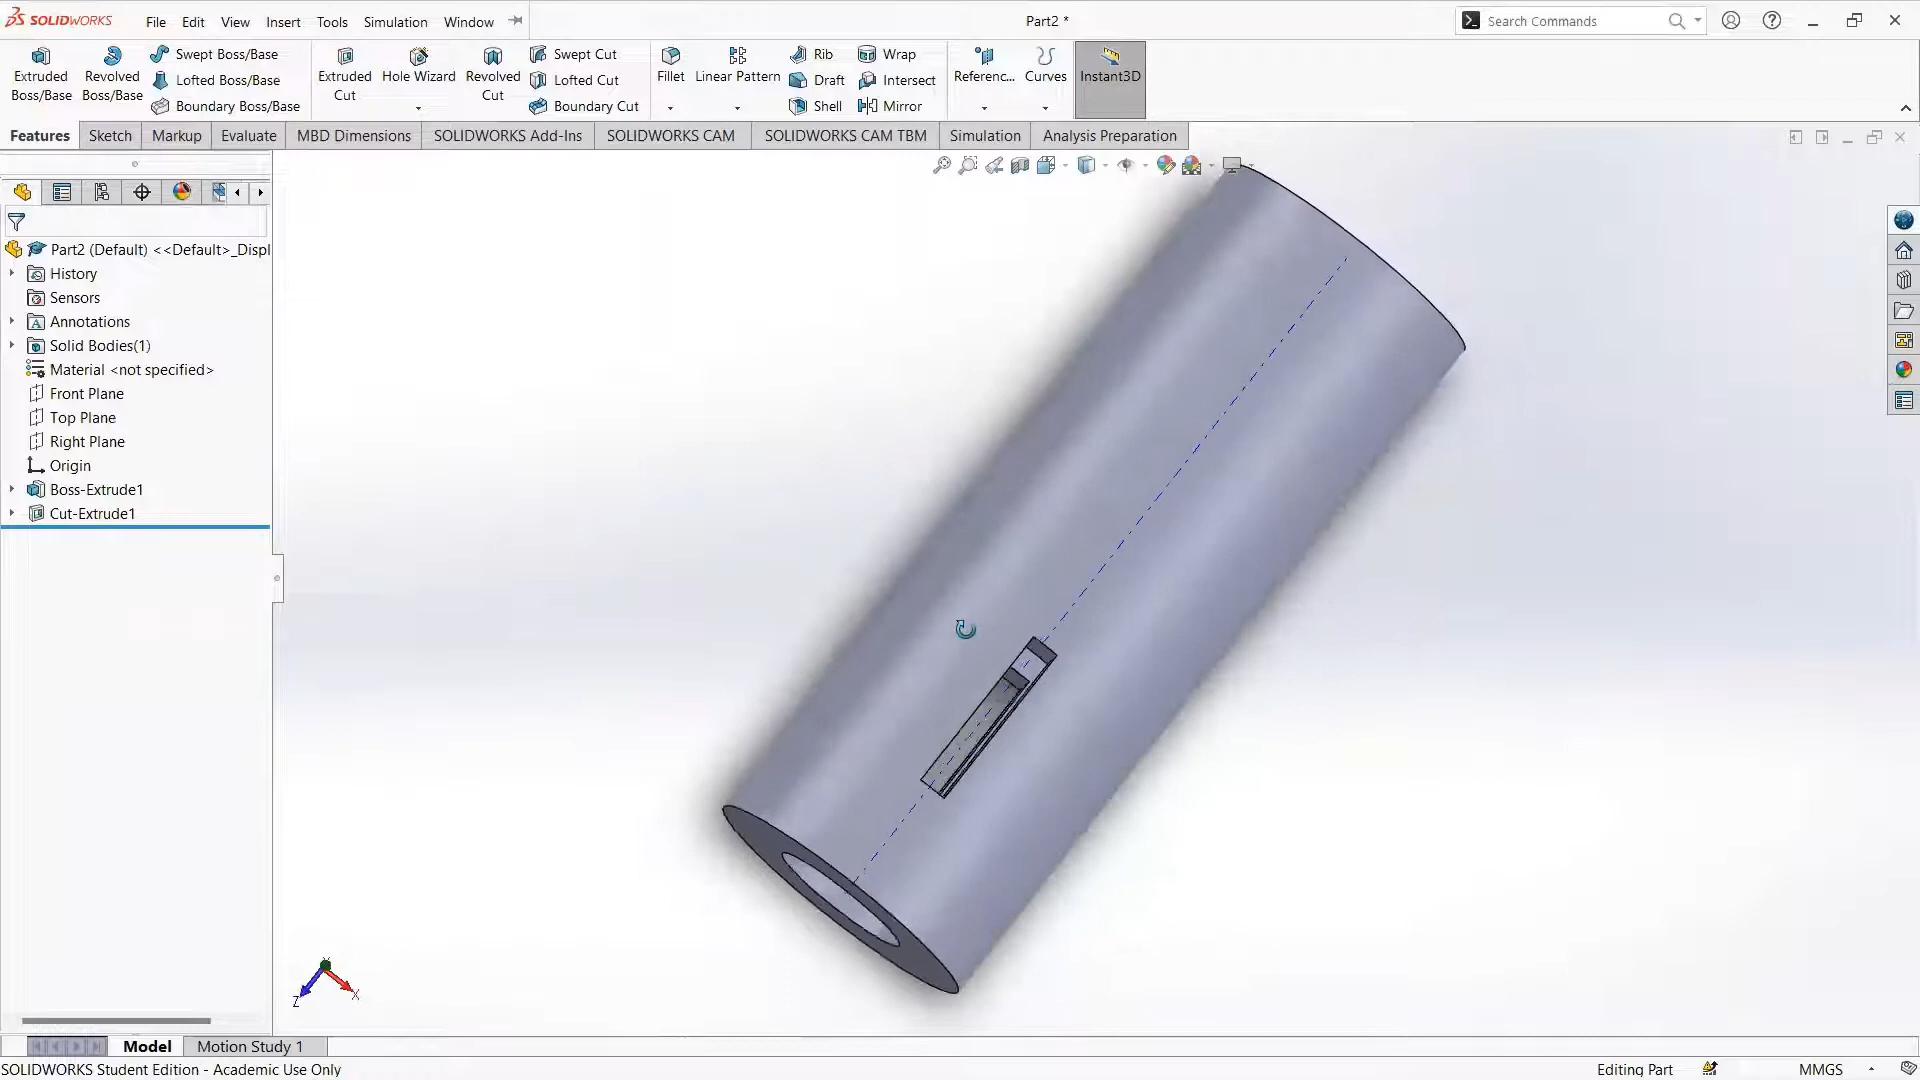 SOLIDWORKS File Edit View Insert Tools Simulation Window Part2 * Search Commands
Extruded Boss/Base
Revolved Boss/Base
Swept Boss/Base
Lofted Boss/Base
Boundary Boss/Base
Extruded Cut
Hole Wizard
Revolved Cut
Swept Cut
Lofted Cut
Boundary Cut
Fillet
Linear Pattern
Rib
Draft
Shell
Wrap
Intersect
Mirror
Referenc...
Curves
Instant3D
Features Sketch Markup Evaluate MBD Dimensions SOLIDWORKS Add-Ins SOLIDWORKS CAM SOLIDWORKS CAM TBM Simulation Analysis Preparation
Part2 (Default) <<Default>_Displ
History
Sensors
Annotations
Solid Bodies(1)
Material <not specified>
Front Plane
Top Plane
Right Plane
Origin
Boss-Extrude1
Cut-Extrude1
Z X
Model Motion Study 1
SOLIDWORKS Student Edition - Academic Use Only Editing Part MMGS